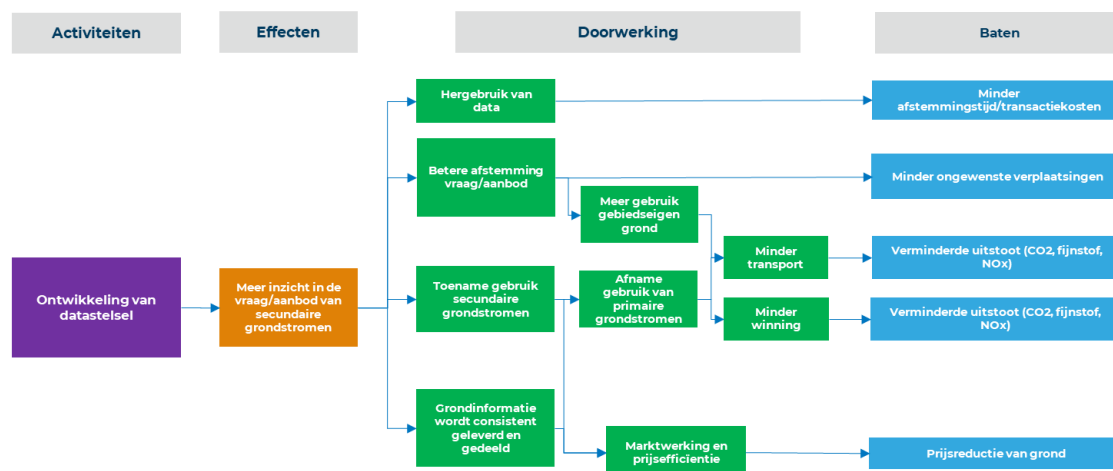 Activiteiten
Effecten
Doorwerking
Baten
Hergebruik van
data
Minder
afstemmingstijd/transactiekosten
Betere afstemming
vraag/aanbod
Minder ongewenste verplaatsingen
Meer gebruik
gebiedseigen
grond
Minder
transport
Verminderde uitstoot (CO2, fijnstof,
NOx)
Ontwikkeling van
datastelsel
Meer inzicht in de
vraag/aanbod van
secundaire
grondstromen
Toename gebruik
secundaire
grondstromen
Afname
gebruik van
primaire
grondstromen
Minder
winning
Verminderde uitstoot (CO2, fijnstof,
NOx)
Grondinformatie
wordt consistent
geleverd en
gedeeld
Marktwerking en
prijsefficïentie
Prijsreductie van grond